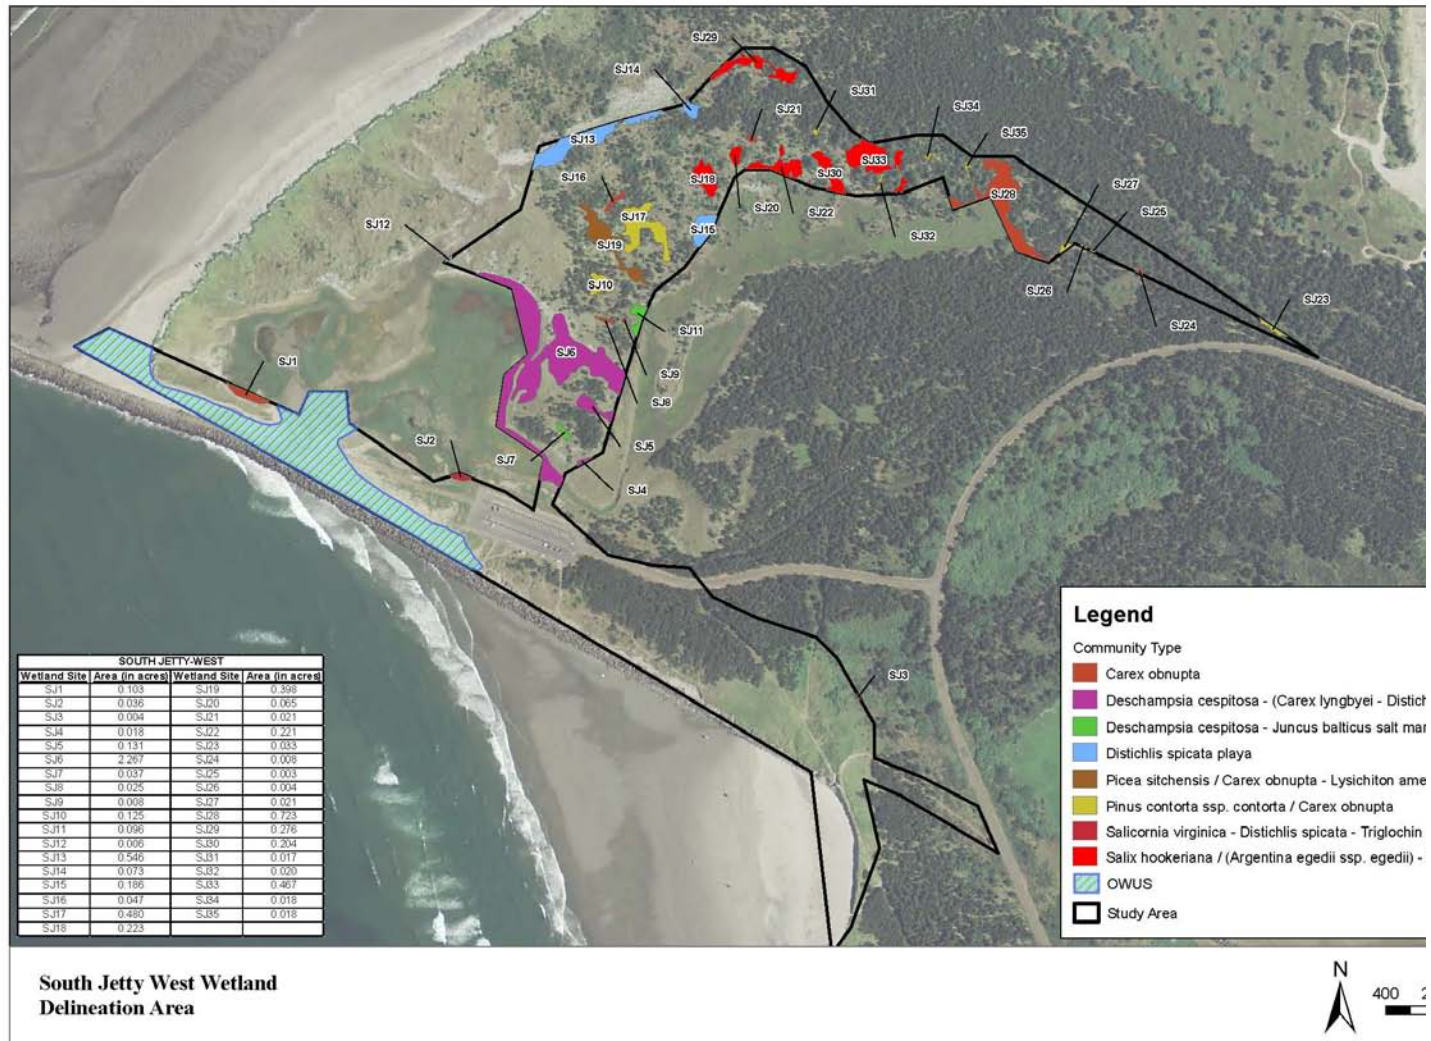 SJ29
SJ14
SJ21
SJ31
SJ34
SJ35
SJ13
SJ16
SJ18
SJ30
SJ33
SJ28
SJ27
SJ25
SJ12
SJ17
SJ15
SJ20
SJ22
SJ32
SJ19
SJ26
SJ10
SJ24
SJ23
SJ11
SJ1
SJ6
SJ9
SJ8
SJ2
SJ7
SJ5
SJ4
SJ3
SOUTH JETTY-WEST
Wetland Site Area (in acres) Wetland Site Area (in acres)
SJ1 0.103 SJ19 0.398
SJ2 0.036 SJ20 0.065
SJ3 0.004 SJ21 0.021
SJ4 0.018 SJ22 0.221
SJ5 0.131 SJ23 0.033
SJ6 2.267 SJ24 0.008
SJ7 0.037 SJ25 0.003
SJ8 0.025 SJ26 0.004
SJ9 0.008 SJ27 0.021
SJ10 0.125 SJ28 0.723
SJ11 0.096 SJ29 0.276
SJ12 0.006 SJ30 0.204
SJ13 0.546 SJ31 0.017
SJ14 0.073 SJ32 0.020
SJ15 0.186 SJ33 0.467
SJ16 0.047 SJ34 0.018
SJ17 0.480 SJ35 0.018
SJ18 0.223
Legend
Community Type
Carex obnupta
Deschampsia cespitosa - (Carex lyngbyei - Distich
Deschampsia cespitosa - Juncus balticus salt mar
Distichlis spicata playa
Picea sitchensis / Carex obnupta - Lysichiton ame
Pinus contorta ssp. contorta / Carex obnupta
Salicornia virginica - Distichlis spicata - Triglochin
Salix hookeriana / (Argentina egedii ssp. egedii) -
OWUS
Study Area
South Jetty West Wetland
Delineation Area
N
400 2